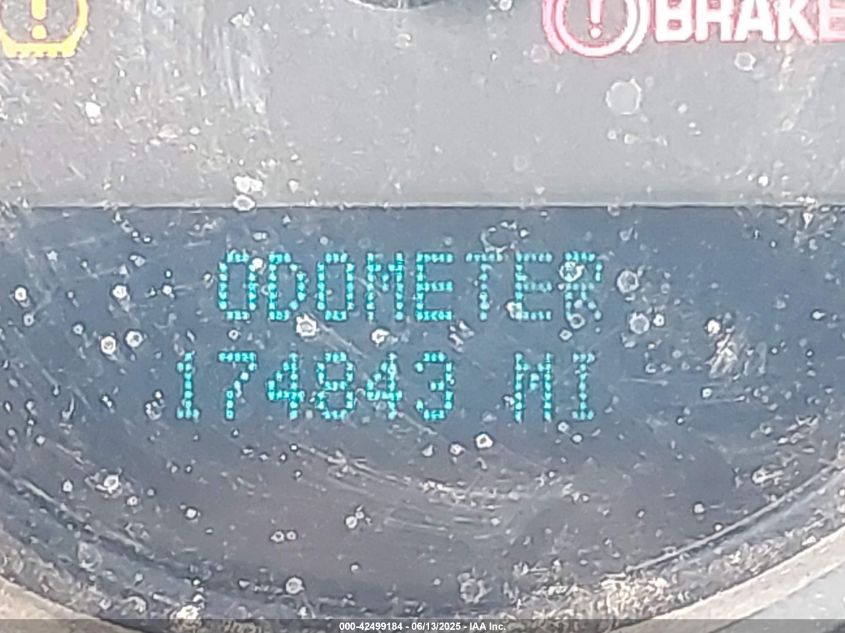 BRAKE
ODOMETER
174843 MI
000-42499184 - 06/13/2025 - IAA Inc.